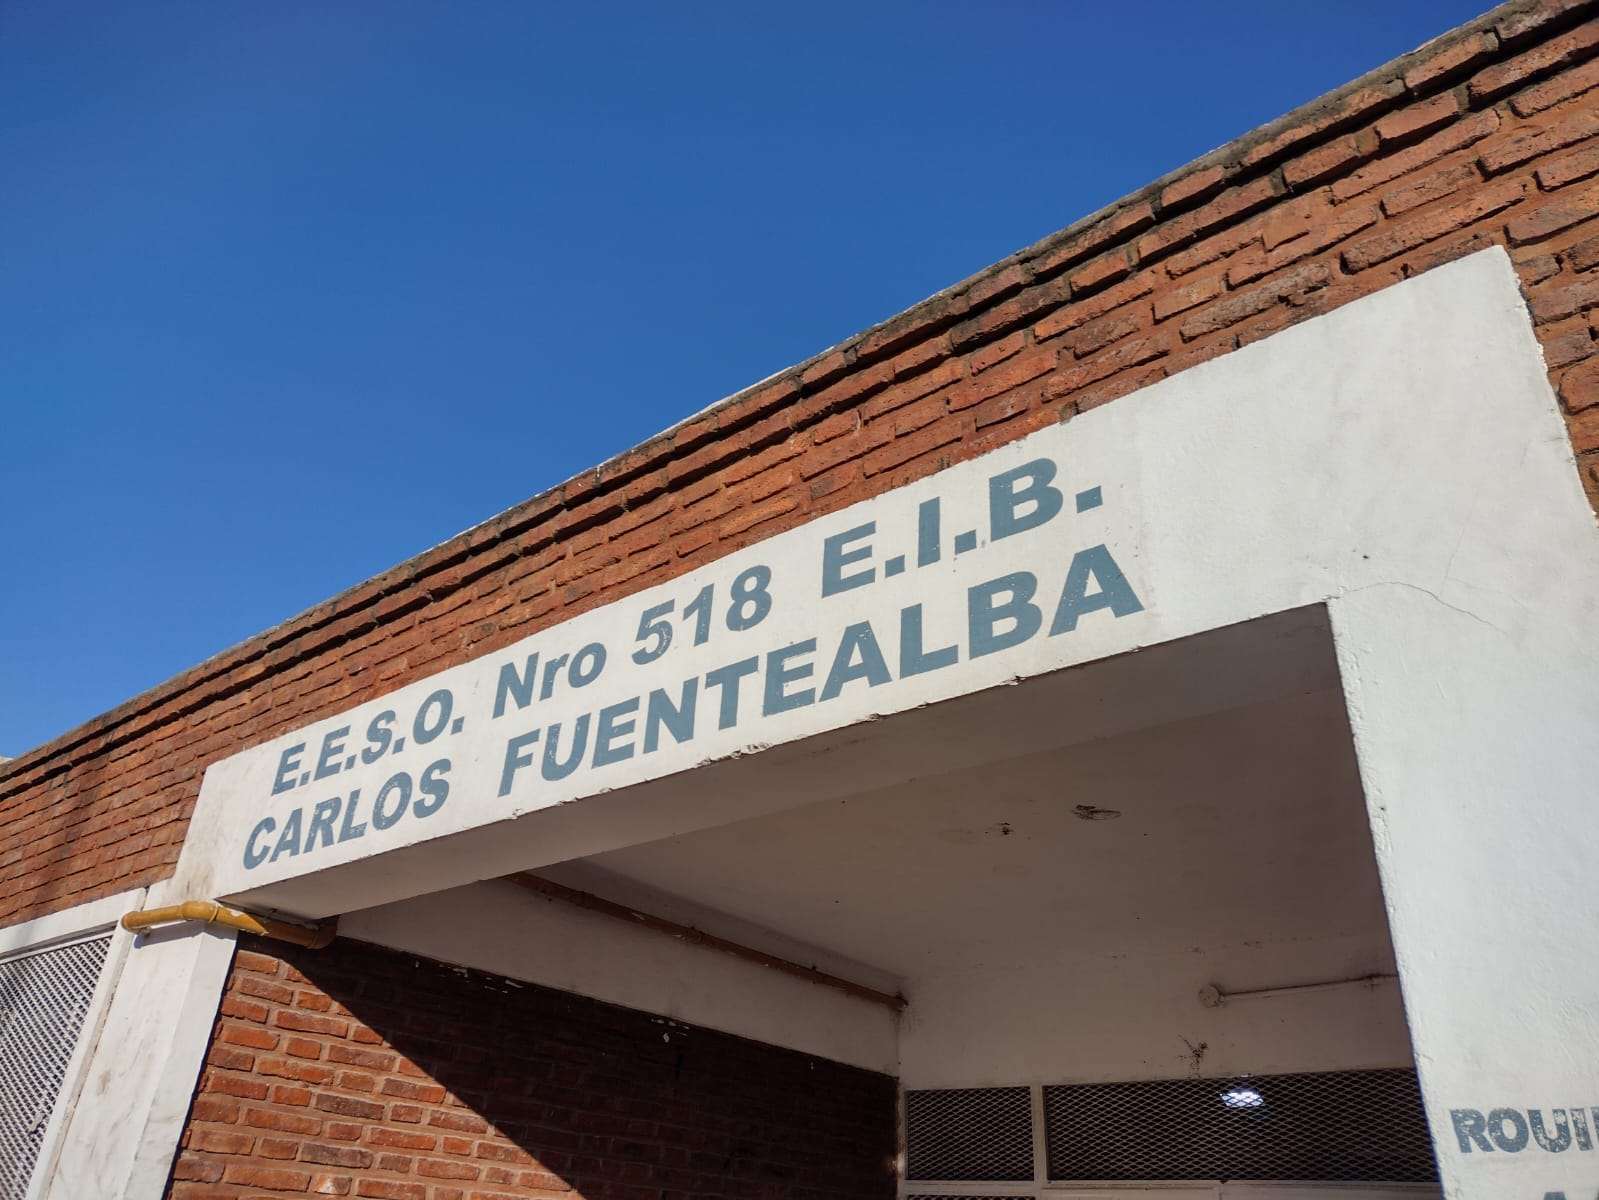 E.E.S.O. Nro 518 E.I.B.
CARLOS FUENTEALBA